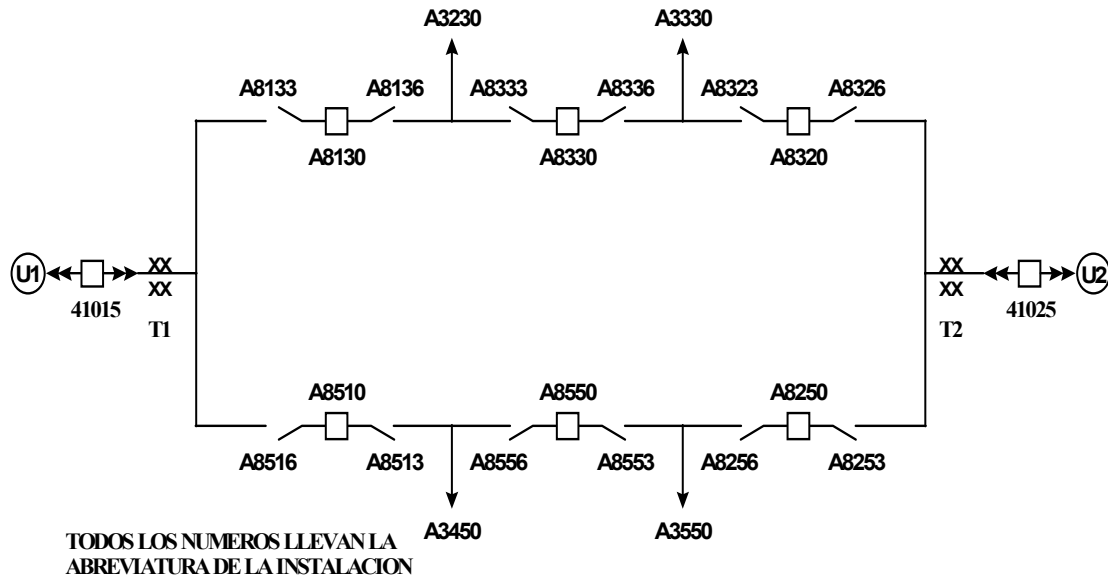 A3230
A3330
A8133
A8136
A8333
A8336
A8323
A8326
A8130
A8330
A8320
U1
XX
XX
XX
XX
U2
41015
41025
T1
T2
A8510
A8550
A8250
A8516
A8513
A8556
A8553
A8256
A8253
A3450
A3550
TODOS LOS NUMEROS LLEVAN LA
ABREVIATURA DE LA INSTALACION